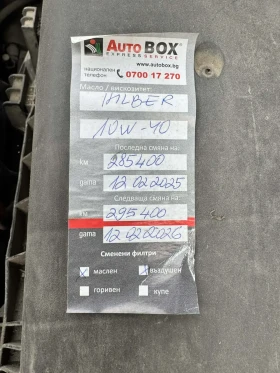 AUTO BOX
EXPRESS SERVICE
www.autobox.bg
национален телефон 0700 17 270
Масло / вискозитет:
10W-40
Последна смяна на:
км 285400
дата 12 02 2025
Следваща смяна на:
км 295400
дата 12 02 2026
Сменени филтри:
маслен въздушен
горивен купе